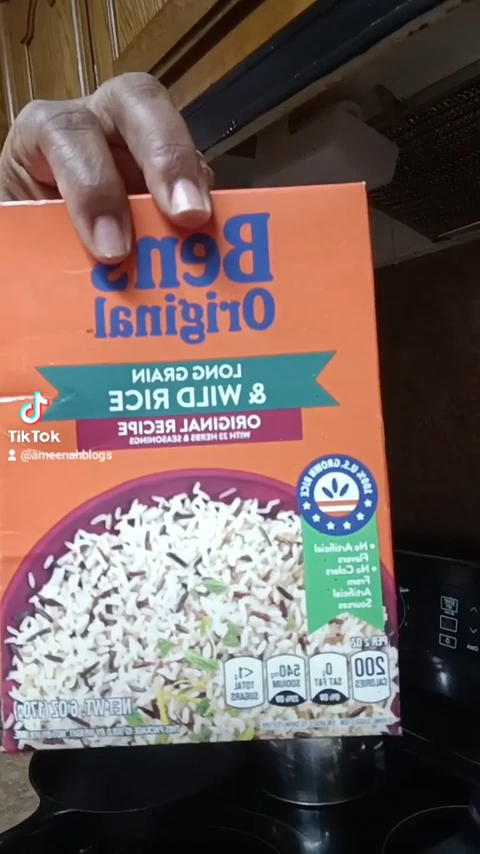 Ben's
Original™
LONG GRAIN
& WILD RICE
ORIGINAL RECIPE
WITH 23 HERBS & SEASONINGS
TikTok
@ameenahblogs
100% U.S. GROWN RICE
• No Artificial
Flavors
• No Colors
From
Artificial
Sources
PER 2 OZ
200
CALORIES
0g
SAT FAT
0% DV
540mg
SODIUM
23% DV
<1g
TOTAL
SUGARS
NET WT. 6 OZ (170g)